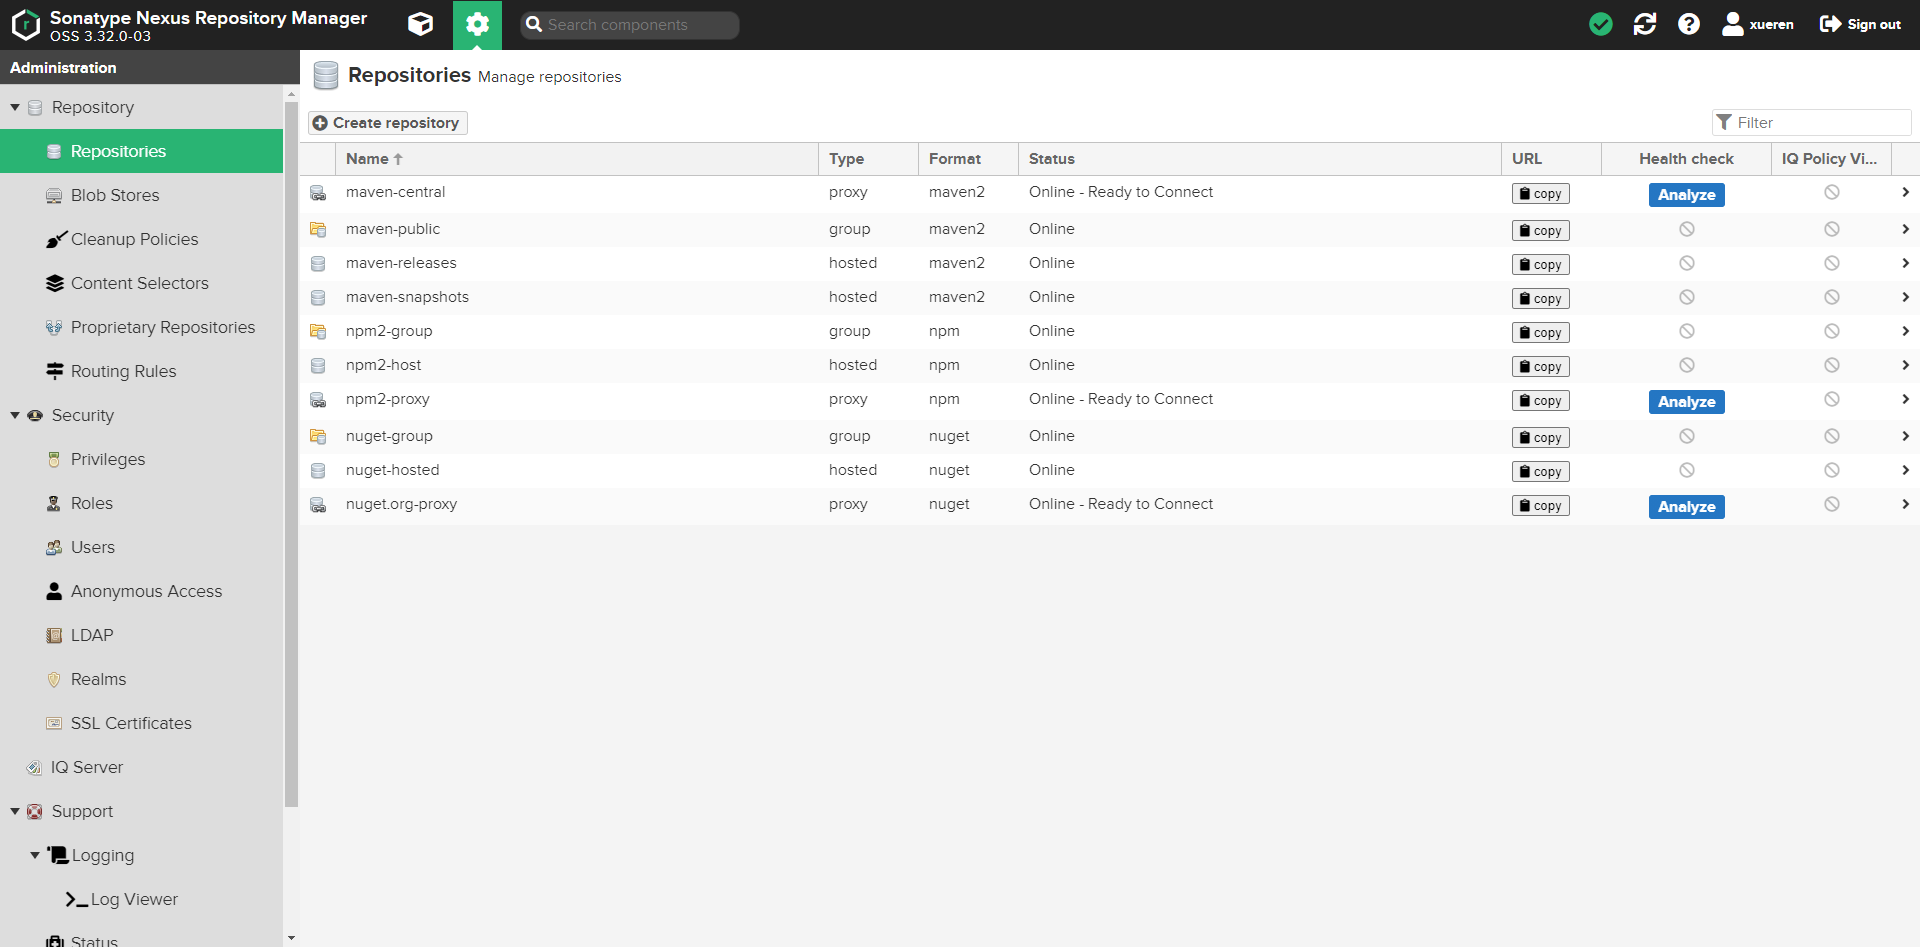 Sonatype Nexus Repository Manager
OSS 3.32.0-03
Search components
xueren
Sign out
Administration
Repository
Repositories
Blob Stores
Cleanup Policies
Content Selectors
Proprietary Repositories
Routing Rules
Security
Privileges
Roles
Users
Anonymous Access
LDAP
Realms
SSL Certificates
IQ Server
Support
Logging
Log Viewer
Status
Repositories Manage repositories
Create repository
Filter
Name Type Format Status URL Health check IQ Policy Vi...
maven-central proxy maven2 Online - Ready to Connect copy Analyze
maven-public group maven2 Online copy
maven-releases hosted maven2 Online copy
maven-snapshots hosted maven2 Online copy
npm2-group group npm Online copy
npm2-host hosted npm Online copy
npm2-proxy proxy npm Online - Ready to Connect copy Analyze
nuget-group group nuget Online copy
nuget-hosted hosted nuget Online copy
nuget.org-proxy proxy nuget Online - Ready to Connect copy Analyze